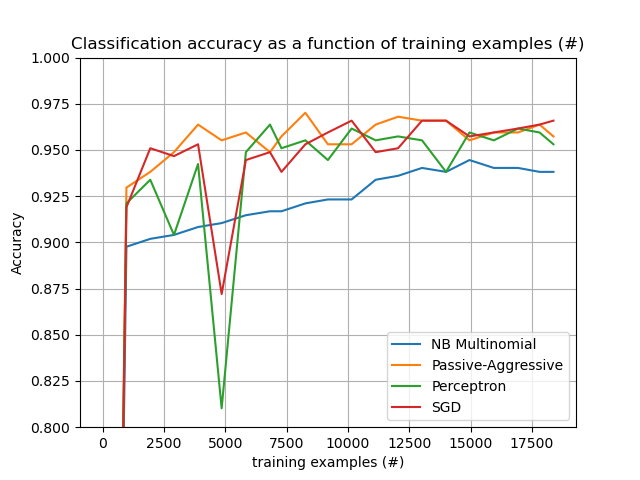 Classification accuracy as a function of training examples (#)
1.000
0.975
0.950
0.925
0.900
0.875
0.850
0.825
0.800
Accuracy
NB Multinomial
Passive-Aggressive
Perceptron
SGD
0 2500 5000 7500 10000 12500 15000 17500
training examples (#)